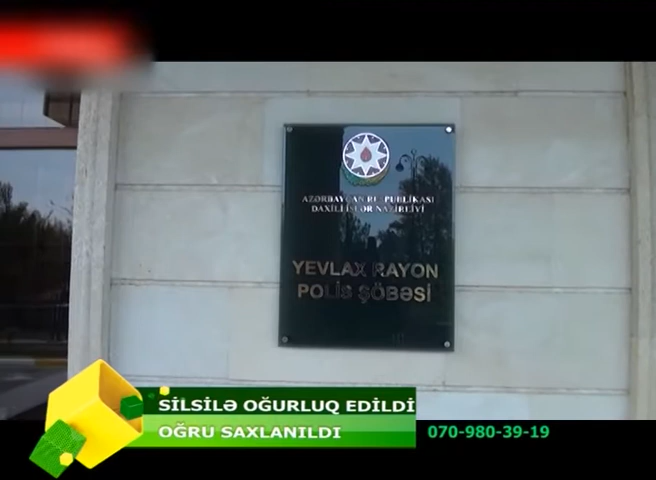 AZƏRBAYCAN RESPUBLİKASI
DAXİLİ İŞLƏR NAZİRLİYİ
YEVLAX RAYON
POLİS ŞÖBƏSİ
SİLSİLƏ OĞURLUQ EDİLDİ
OĞRU SAXLANILDI
070-980-39-19